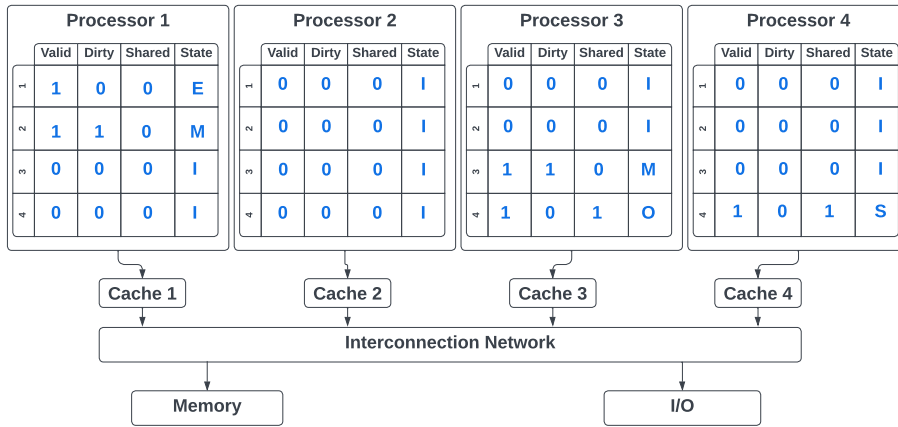 Processor 1
Valid Dirty Shared State
1 1 0 0 E
2 1 1 0 M
3 0 0 0 I
4 0 0 0 I
Processor 2
Valid Dirty Shared State
1 0 0 0 I
2 0 0 0 I
3 0 0 0 I
4 0 0 0 I
Processor 3
Valid Dirty Shared State
1 0 0 0 I
2 0 0 0 I
3 1 1 0 M
4 1 0 1 O
Processor 4
Valid Dirty Shared State
1 0 0 0 I
2 0 0 0 I
3 0 0 0 I
4 1 0 1 S
Cache 1
Cache 2
Cache 3
Cache 4
Interconnection Network
Memory
I/O